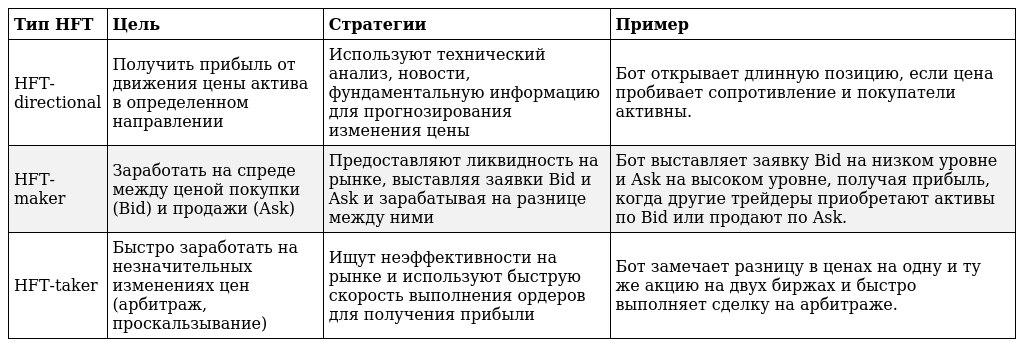 Тип HFT
Цель
Стратегии
Пример
HFT-
directional
Получить прибыль от
движения цены актива
в определенном
направлении
Используют технический
анализ, новости,
фундаментальную информацию
для прогнозирования
изменения цены
Бот открывает длинную позицию, если цена
пробивает сопротивление и покупатели
активны.
HFT-
maker
Заработать на спреде
между ценой покупки
(Bid) и продажи (Ask)
Предоставляют ликвидность на
рынке, выставляя заявки Bid и
Ask и зарабатывая на разнице
между ними
Бот выставляет заявку Bid на низком уровне
и Ask на высоком уровне, получая прибыль,
когда другие трейдеры приобретают активы
по Bid или продают по Ask.
HFT-taker
Быстро заработать на
незначительных
изменениях цен
(арбитраж,
проскальзывание)
Ищут неэффективности на
рынке и используют быструю
скорость выполнения ордеров
для получения прибыли
Бот замечает разницу в ценах на одну и ту
же акцию на двух биржах и быстро
выполняет сделку на арбитраже.